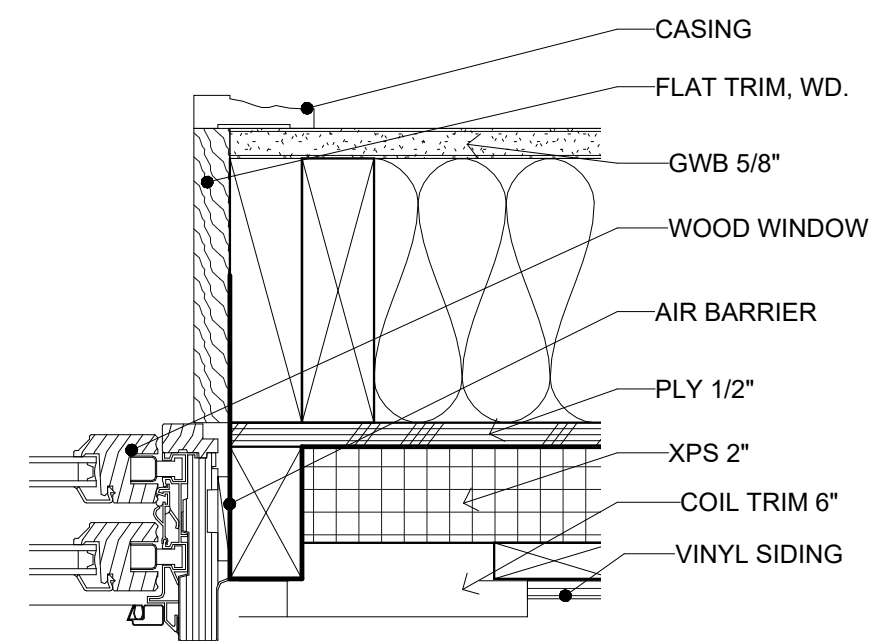 CASING
FLAT TRIM, WD.
GWB 5/8"
WOOD WINDOW
AIR BARRIER
PLY 1/2"
XPS 2"
COIL TRIM 6"
VINYL SIDING